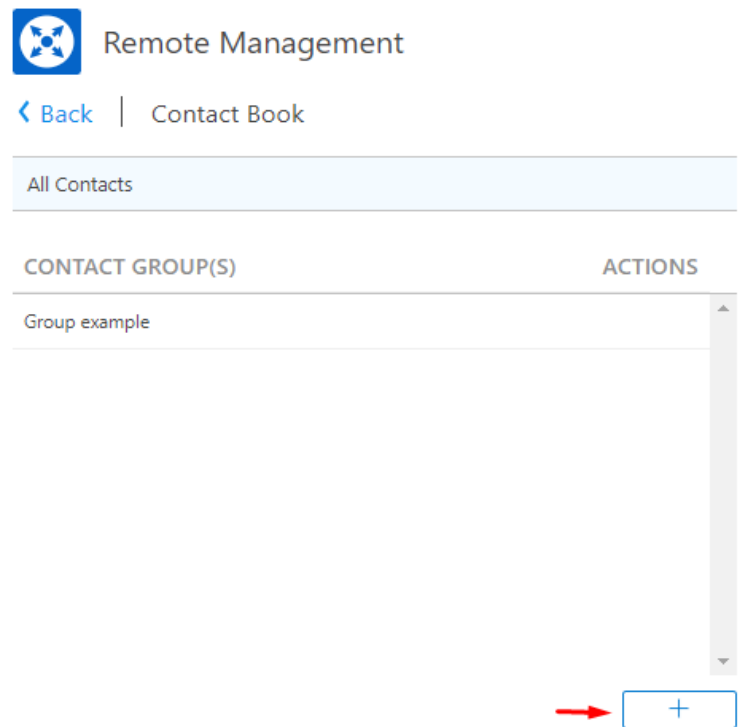 Remote Management
Back | Contact Book
All Contacts
CONTACT GROUP(S) ACTIONS
Group example
+